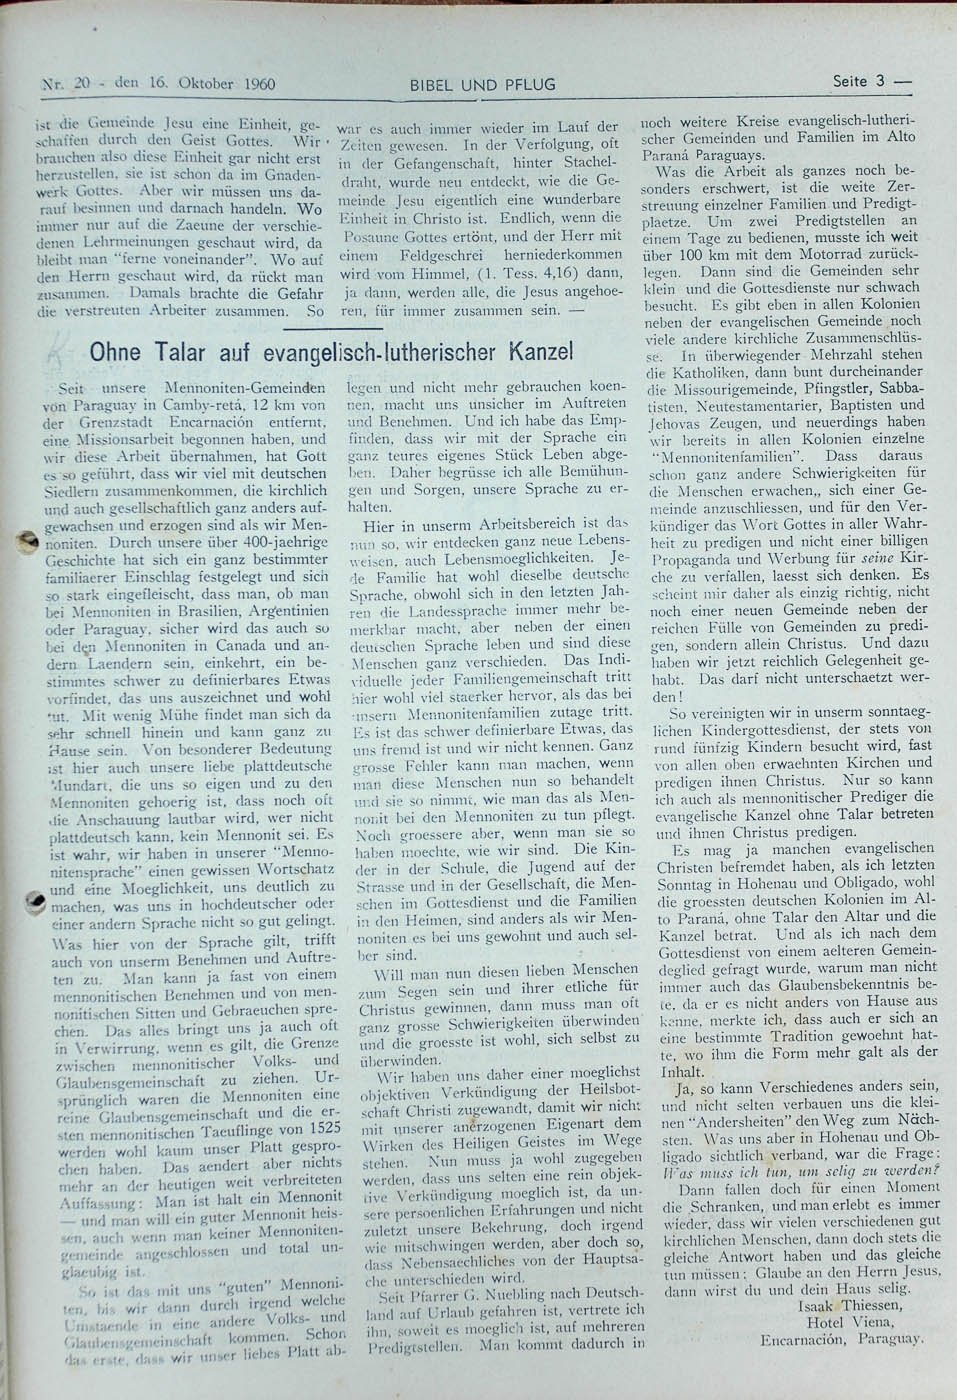 Nr. 20 - den 16. Oktober 1960
BIBEL UND PFLUG
Seite 3 —
ist die Gemeinde Jesu eine Einheit, ge-
schaffen durch den Geist Gottes. Wir
brauchen also diese Einheit gar nicht erst
herzustellen, sie ist schon da im Gnaden-
werk Gottes. Aber wir müssen uns da-
rauf besinnen und darnach handeln. Wo
immer nur auf die Zaeune der verschie-
denen Lehrmeinungen geschaut wird, da
bleibt man "ferne voneinander". Wo auf
den Herrn geschaut wird, da rückt man
zusammen. Damals brachte die Gefahr
die verstreuten Arbeiter zusammen. So
war es auch immer wieder im Lauf der
Zeiten gewesen. In der Verfolgung, oft
in der Gefangenschaft, hinter Stachel-
draht, wurde neu entdeckt, wie die Ge-
meinde Jesu eigentlich eine wunderbare
Einheit in Christo ist. Endlich, wenn die
Posaune Gottes ertönt, und der Herr mit
einem Feldgeschrei herniederkommen
wird vom Himmel, (1. Tess. 4,16) dann,
ja dann, werden alle, die Jesus angehoe-
ren, für immer zusammen sein. —
Ohne Talar auf evangelisch-lutherischer Kanzel
Seit unsere Mennoniten-Gemeinden
von Paraguay in Camby-retá, 12 km von
der Grenzstadt Encarnación entfernt,
eine Missionsarbeit begonnen haben, und
wir diese Arbeit übernahmen, hat Gott
es so geführt, dass wir viel mit deutschen
Siedlern zusammenkommen, die kirchlich
und auch gesellschaftlich ganz anders auf-
gewachsen und erzogen sind als wir Men-
noniten. Durch unsere über 400-jaehrige
Geschichte hat sich ein ganz bestimmter
familiaerer Einschlag festgelegt und sich
so stark eingefleischt, dass man, ob man
bei Mennoniten in Brasilien, Argentinien
oder Paraguay, sicher wird das auch so
bei den Mennoniten in Canada und an-
dern Laendern sein, einkehrt, ein be-
stimmtes schwer zu definierbares Etwas
vorfindet, das uns auszeichnet und wohl
tut. Mit wenig Mühe findet man sich da
sehr schnell hinein und kann ganz zu
Hause sein. Von besonderer Bedeutung
ist hier auch unsere liebe plattdeutsche
Mundart, die uns so eigen und zu den
Mennoniten gehoerig ist, dass noch oft
die Anschauung lautbar wird, wer nicht
plattdeutsch kann, kein Mennonit sei. Es
ist wahr, wir haben in unserer "Menno-
nitensprache" einen gewissen Wortschatz
und eine Moeglichkeit, uns deutlich zu
machen, was uns in hochdeutscher oder
einer andern Sprache nicht so gut gelingt.
Was hier von der Sprache gilt, trifft
auch von unserm Benehmen und Auftre-
ten zu. Man kann ja fast von einem
mennonitischen Benehmen und von men-
nonitischen Sitten und Gebraeuchen spre-
chen. Das alles bringt uns ja auch oft
in Verwirrung, wenn es gilt, die Grenze
zwischen mennonitischer Volks- und
Glaubensgemeinschaft zu ziehen. Ur-
sprünglich waren die Mennoniten eine
reine Glaubensgemeinschaft und die er-
sten mennonitischen Taeuflinge von 1525
werden wohl kaum unser Platt gespro-
chen haben. Das aendert aber nichts
mehr an der heutigen weit verbreiteten
Auffassung: Man ist halt ein Mennonit
— und man will ein guter Mennonit heis-
sen, auch wenn man keiner Mennoniten-
gemeinde angeschlossen und total un-
glaeubig ist.
So ist das mit uns "guten" Mennoni-
ten, bis wir dann durch irgend welche
Umstaende in eine andere Volks- und
Glaubensgemeinschaft kommen. Schon
das erste, dass wir unser liebes Platt ab-
legen und nicht mehr gebrauchen koen-
nen, macht uns unsicher im Auftreten
und Benehmen. Und ich habe das Emp-
finden, dass wir mit der Sprache ein
ganz teures eigenes Stück Leben abge-
ben. Daher begrüsse ich alle Bemühun-
gen und Sorgen, unsere Sprache zu er-
halten.
Hier in unserm Arbeitsbereich ist das
nun so, wir entdecken ganz neue Lebens-
weisen, auch Lebensmoeglichkeiten. Je-
de Familie hat wohl dieselbe deutsche
Sprache, obwohl sich in den letzten Jah-
ren die Landessprache immer mehr be-
merkbar macht, aber neben der einen
deutschen Sprache leben und sind diese
Menschen ganz verschieden. Das Indi-
viduelle jeder Familiengemeinschaft tritt
hier wohl viel staerker hervor, als das bei
unsern Mennonitenfamilien zutage tritt.
Es ist das schwer definierbare Etwas, das
uns fremd ist und wir nicht kennen. Ganz
grosse Fehler kann man machen, wenn
man diese Menschen nun so behandelt
und sie so nimmt, wie man das als Men-
nonit bei den Mennoniten zu tun pflegt.
Noch groessere aber, wenn man sie so
haben moechte, wie wir sind. Die Kin-
der in der Schule, die Jugend auf der
Strasse und in der Gesellschaft, die Men-
schen im Gottesdienst und die Familien
in den Heimen, sind anders als wir Men-
noniten es bei uns gewohnt und auch sel-
ber sind.
Will man nun diesen lieben Menschen
zum Segen sein und ihrer etliche für
Christus gewinnen, dann muss man oft
ganz grosse Schwierigkeiten überwinden
und die groesste ist wohl, sich selbst zu
überwinden.
Wir haben uns daher einer moeglichst
objektiven Verkündigung der Heilsbot-
schaft Christi zugewandt, damit wir nicht
mit unserer anerzogenen Eigenart dem
Wirken des Heiligen Geistes im Wege
stehen. Nun muss ja wohl zugegeben
werden, dass uns selten eine rein objek-
tive Verkündigung moeglich ist, da un-
sere persoenlichen Erfahrungen und nicht
zuletzt unsere Bekehrung, doch irgend
wie mitschwingen werden, aber doch so,
dass Nebensaechliches von der Hauptsa-
che unterschieden wird.
Seit Pfarrer G. Nuebling nach Deutsch-
land auf Urlaub gefahren ist, vertrete ich
ihn, soweit es moeglich ist, auf mehreren
Predigtstellen. Man kommt dadurch in
noch weitere Kreise evangelisch-lutheri-
scher Gemeinden und Familien im Alto
Paraná Paraguays.
Was die Arbeit als ganzes noch be-
sonders erschwert, ist die weite Zer-
streuung einzelner Familien und Predigt-
plaetze. Um zwei Predigtstellen an
einem Tage zu bedienen, musste ich weit
über 100 km mit dem Motorrad zurück-
legen. Dann sind die Gemeinden sehr
klein und die Gottesdienste nur schwach
besucht. Es gibt eben in allen Kolonien
neben der evangelischen Gemeinde noch
viele andere kirchliche Zusammenschlüs-
se. In überwiegender Mehrzahl stehen
die Katholiken, dann bunt durcheinander
die Missourigemeinde, Pfingstler, Sabba-
tisten, Neutestamentarier, Baptisten und
Jehovas Zeugen, und neuerdings haben
wir bereits in allen Kolonien einzelne
"Mennonitenfamilien". Dass daraus
schon ganz andere Schwierigkeiten für
die Menschen erwachen,, sich einer Ge-
meinde anzuschliessen, und für den Ver-
kündiger das Wort Gottes in aller Wahr-
heit zu predigen und nicht einer billigen
Propaganda und Werbung für seine Kir-
che zu verfallen, laesst sich denken. Es
scheint mir daher als einzig richtig, nicht
noch einer neuen Gemeinde neben der
reichen Fülle von Gemeinden zu predi-
gen, sondern allein Christus. Und dazu
haben wir jetzt reichlich Gelegenheit ge-
habt. Das darf nicht unterschaetzt wer-
den!
So vereinigten wir in unserm sonntaeg-
lichen Kindergottesdienst, der stets von
rund fünfzig Kindern besucht wird, fast
von allen oben erwaehnten Kirchen und
predigen ihnen Christus. Nur so kann
ich auch als mennonitischer Prediger die
evangelische Kanzel ohne Talar betreten
und ihnen Christus predigen.
Es mag ja manchen evangelischen
Christen befremdet haben, als ich letzten
Sonntag in Hohenau und Obligado, wohl
die groessten deutschen Kolonien im Al-
to Paraná, ohne Talar den Altar und die
Kanzel betrat. Und als ich nach dem
Gottesdienst von einem aelteren Gemein-
deglied gefragt wurde, warum man nicht
immer auch das Glaubensbekenntnis be-
te, da er es nicht anders von Hause aus
kenne, merkte ich, dass auch er sich an
eine bestimmte Tradition gewoehnt hat-
te, wo ihm die Form mehr galt als der
Inhalt.
Ja, so kann Verschiedenes anders sein,
und nicht selten verbauen uns die klei-
nen "Andersheiten" den Weg zum Näch-
sten. Was uns aber in Hohenau und Ob-
ligado sichtlich verband, war die Frage:
Was muss ich tun, um selig zu werden?
Dann fallen doch für einen Moment
die Schranken, und man erlebt es immer
wieder, dass wir vielen verschiedenen gut
kirchlichen Menschen, dann doch stets die
gleiche Antwort haben und das gleiche
tun müssen: Glaube an den Herrn Jesus,
dann wirst du und dein Haus selig.
Isaak Thiessen,
Hotel Viena,
Encarnación, Paraguay.